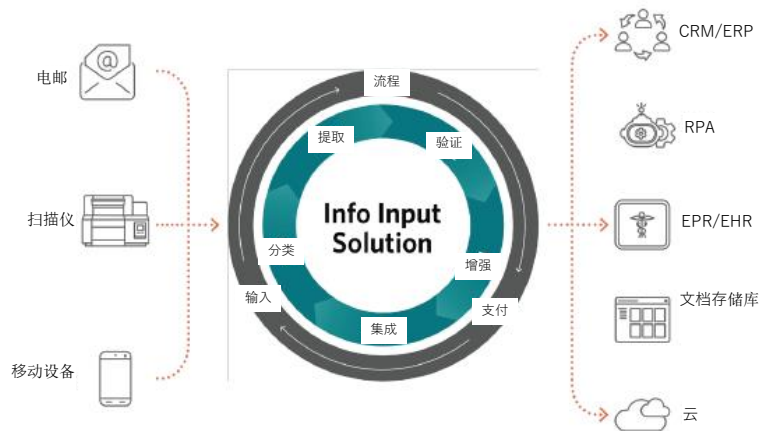 电邮
扫描仪
移动设备
流程
提取
验证
Info Input
Solution
分类
增强
输入
支付
集成
CRM/ERP
RPA
EPR/EHR
文档存储库
云